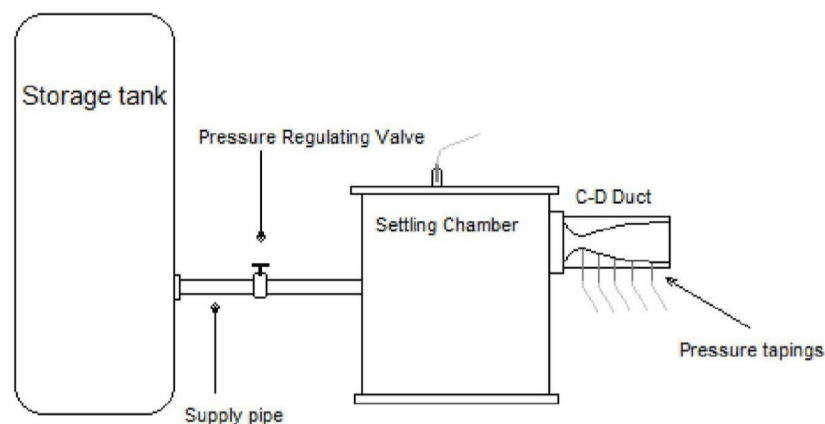 Storage tank
Pressure Regulating Valve
C-D Duct
Settling Chamber
Pressure tapings
Supply pipe